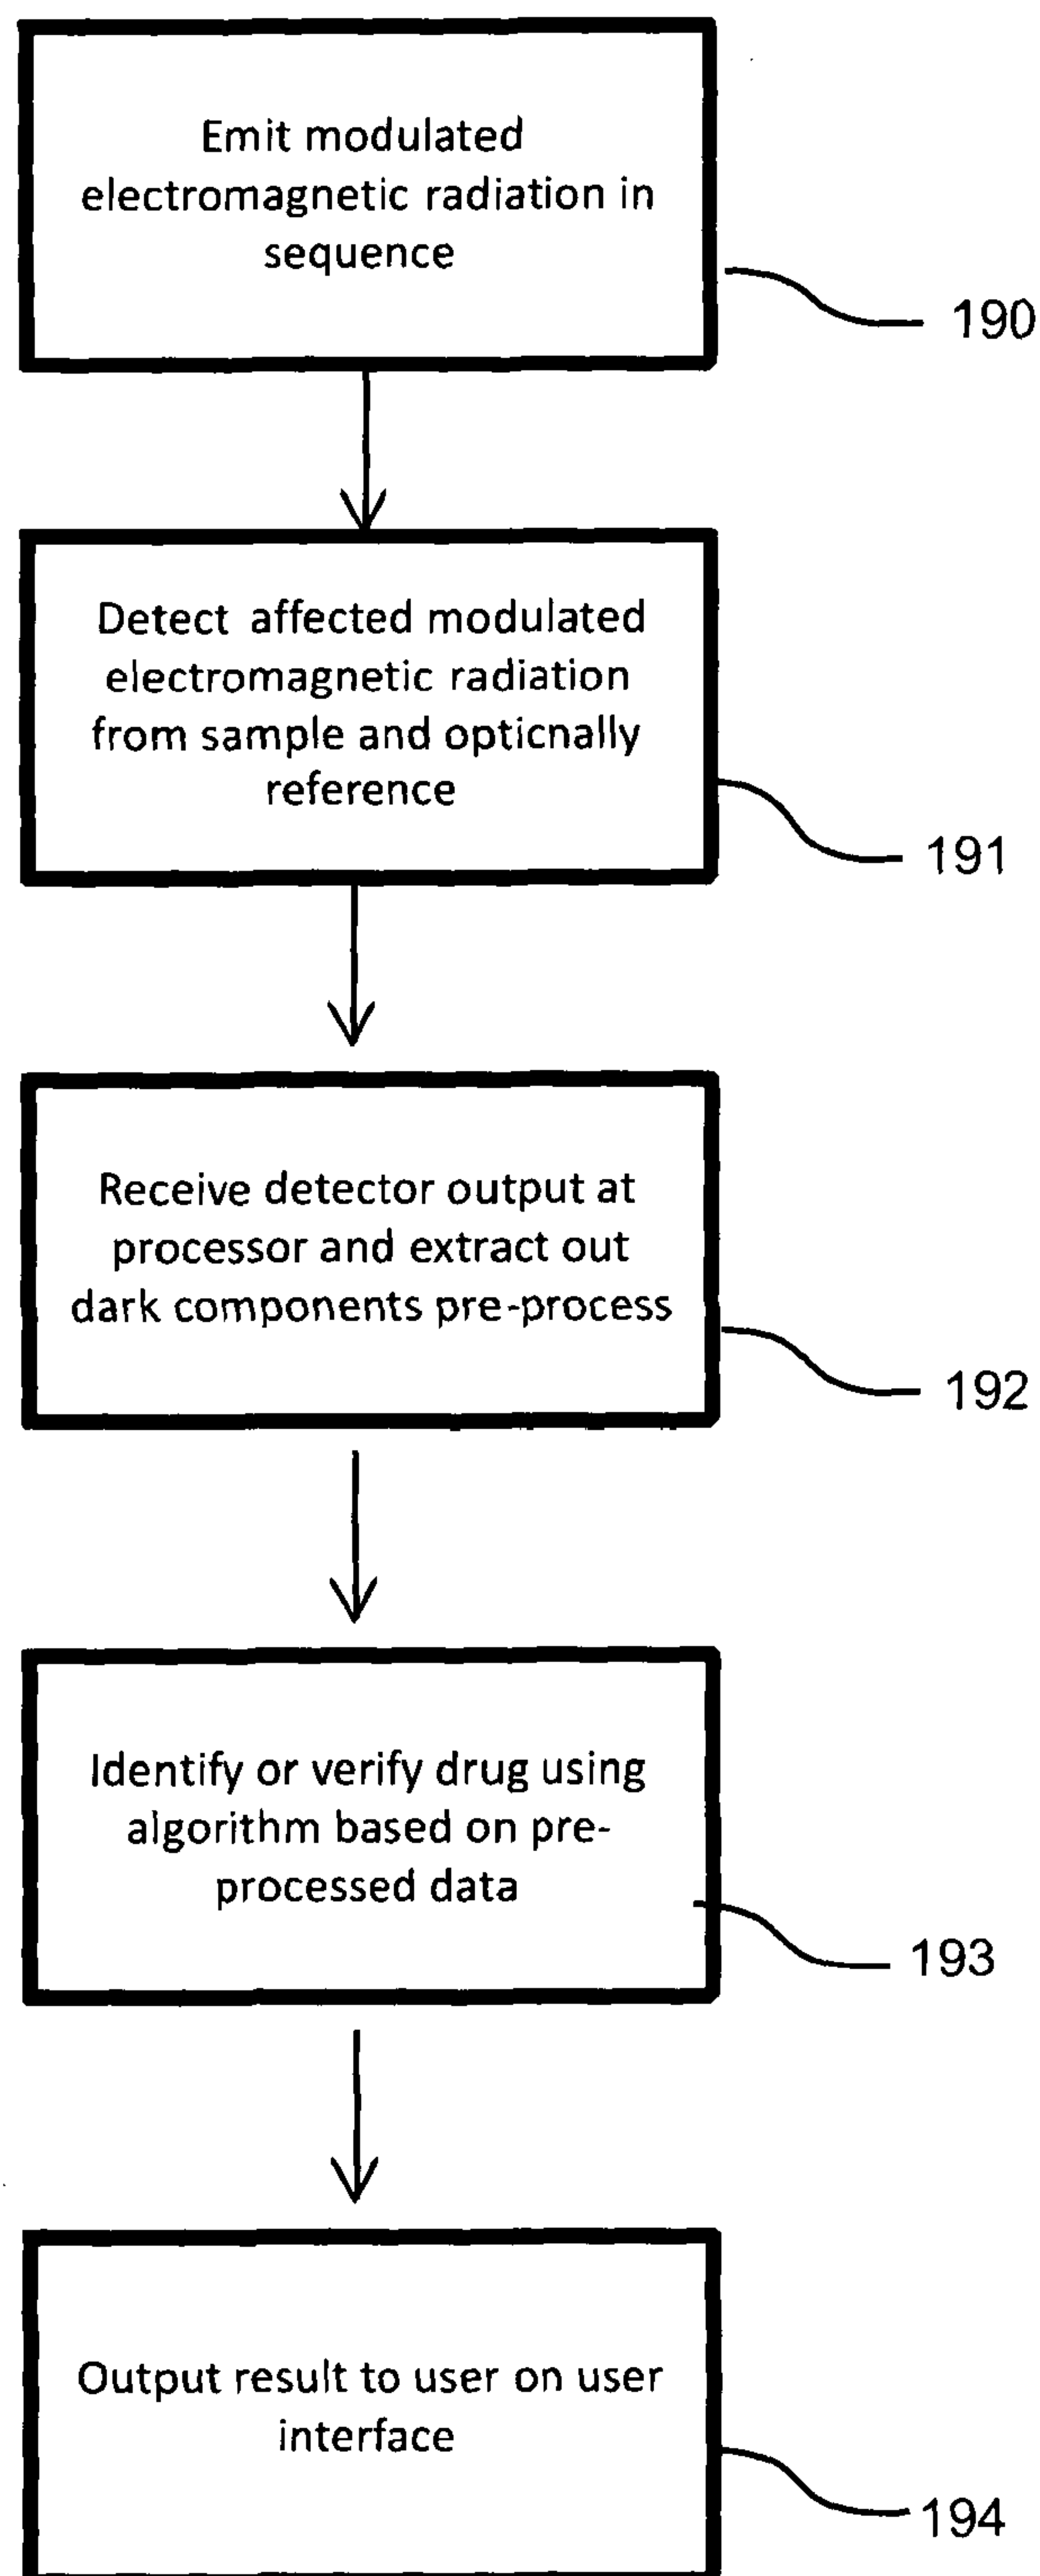 Emit modulated
electromagnetic radiation in
sequence
190
Detect affected modulated
electromagnetic radiation
from sample and opticnally
reference
191
Receive detector output at
processor and extract out
dark components pre-process
192
Identify or verify drug using
algorithm based on pre-
processed data
193
Output result to user on user
interface
194